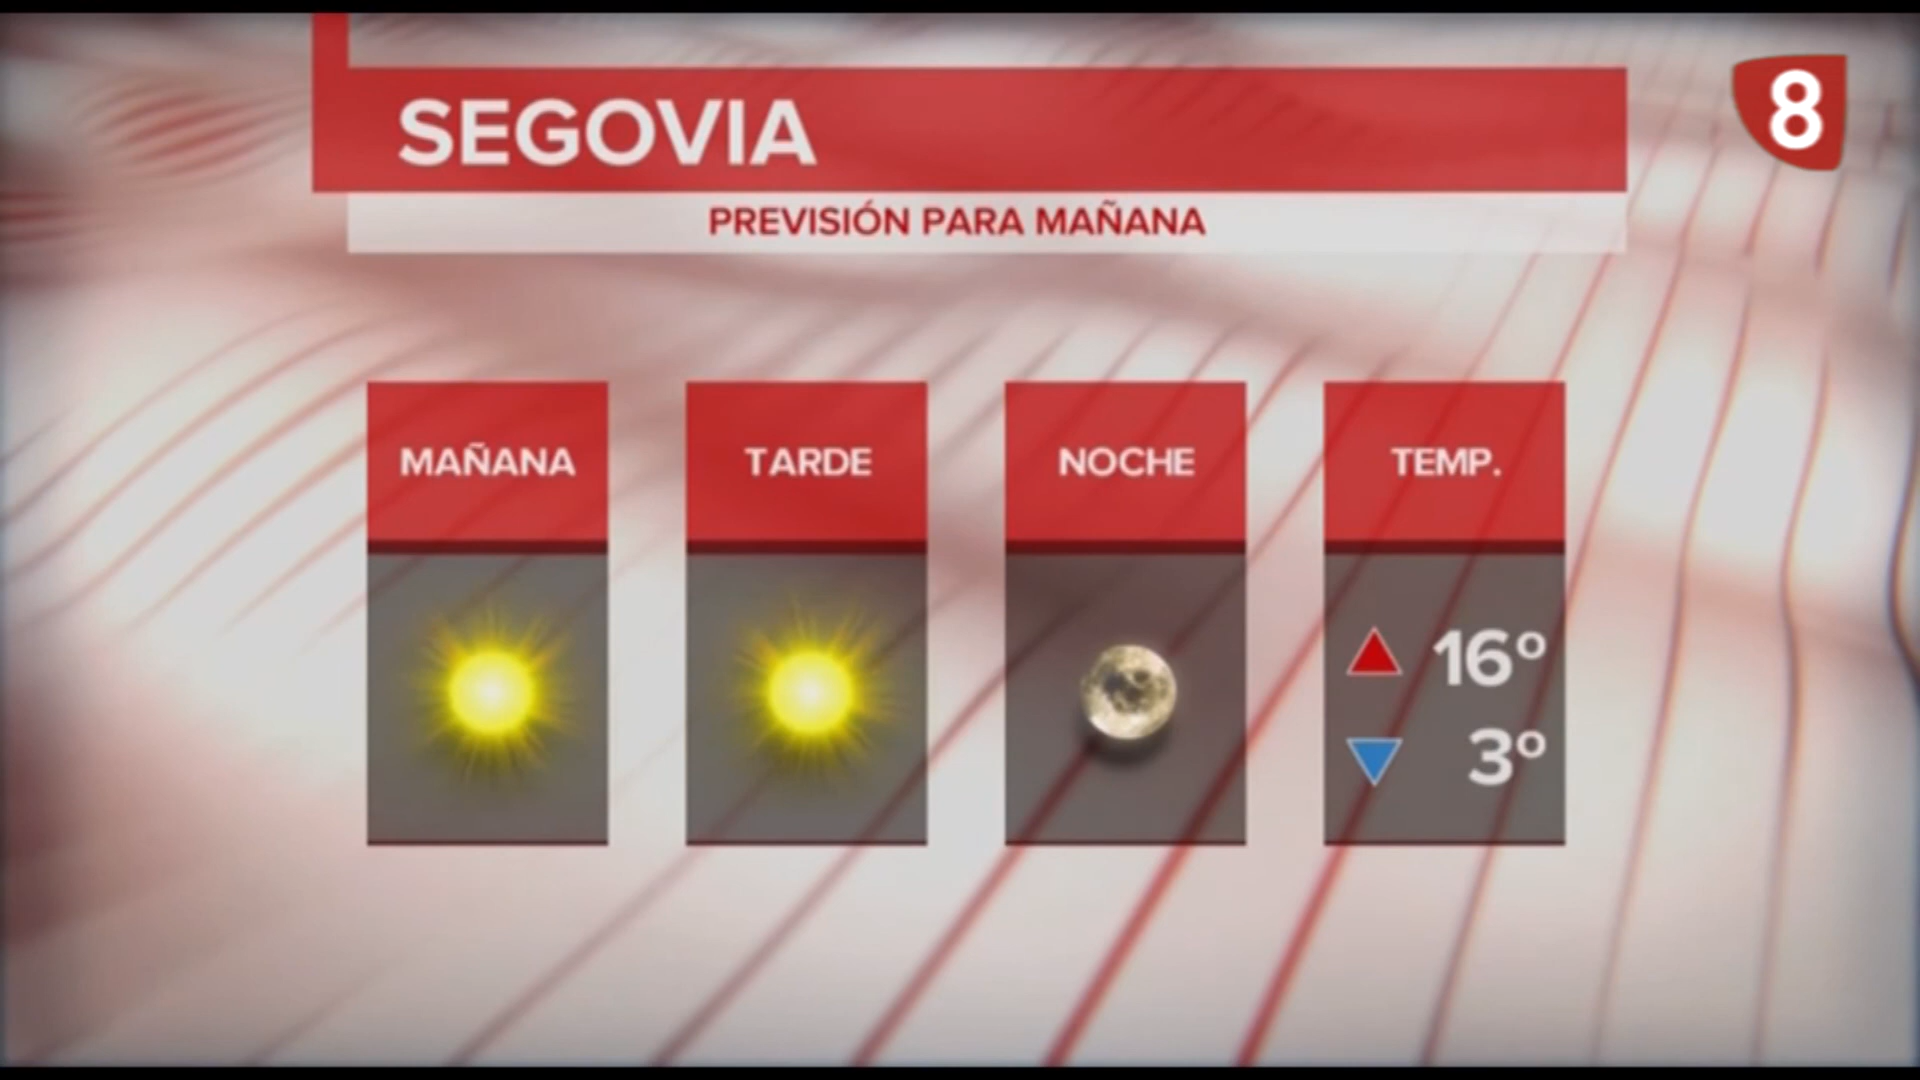 SEGOVIA
8
PREVISIÓN PARA MAÑANA
MAÑANA
TARDE
NOCHE
TEMP.
16º
3º